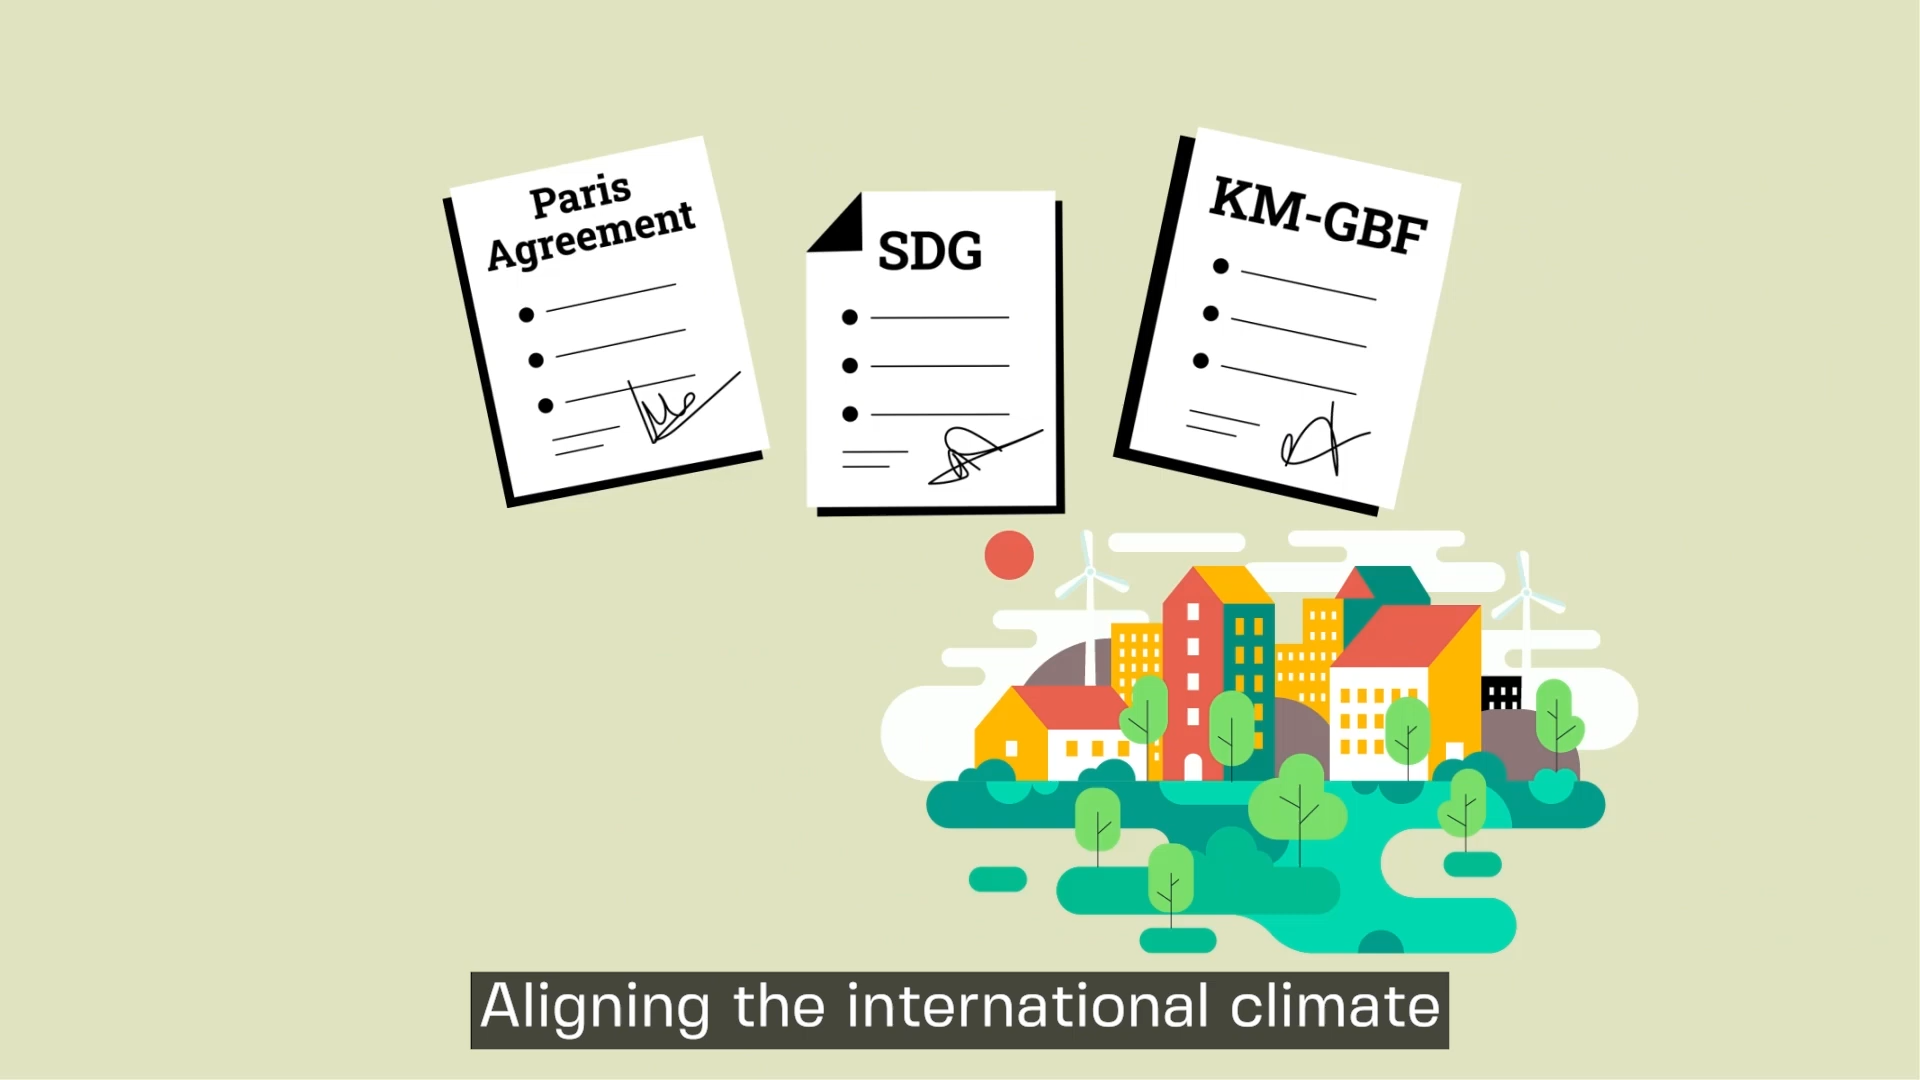 Paris
Agreement
SDG
KM-GBF
Aligning the international climate